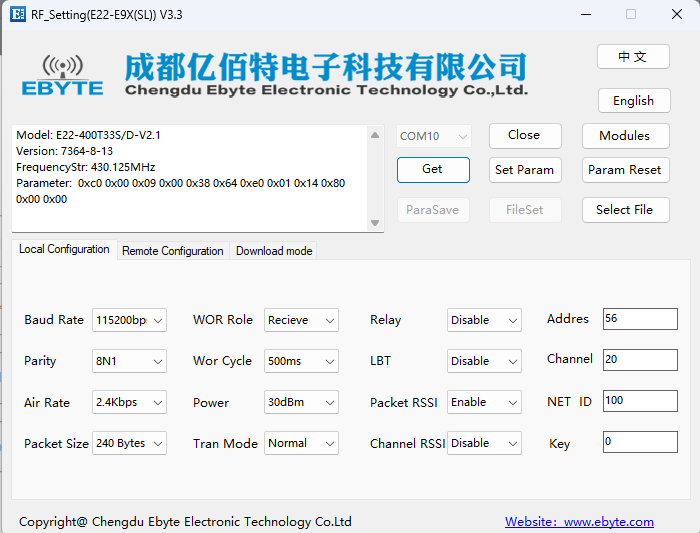 RF_Setting(E22-E9X(SL)) V3.3
中 文
EBYTE
成都亿佰特电子科技有限公司
Chengdu Ebyte Electronic Technology Co.,Ltd.
English
Model: E22-400T33S/D-V2.1
Version: 7364-8-13
FrequencyStr: 430.125MHz
Parameter:  0xc0 0x00 0x09 0x00 0x38 0x64 0xe0 0x01 0x14 0x80
0x00 0x00
COM10 Close Modules
Get Set Param Param Reset
ParaSave FileSet Select File
Local Configuration Remote Configuration Download mode
Baud Rate 115200bp WOR Role Recieve Relay Disable Addres 56
Parity 8N1 Wor Cycle 500ms LBT Disable Channel 20
Air Rate 2.4Kbps Power 30dBm Packet RSSI Enable NET ID 100
Packet Size 240 Bytes Tran Mode Normal Channel RSSI Disable Key 0
Copyright@ Chengdu Ebyte Electronic Technology Co.Ltd Website: www.ebyte.com